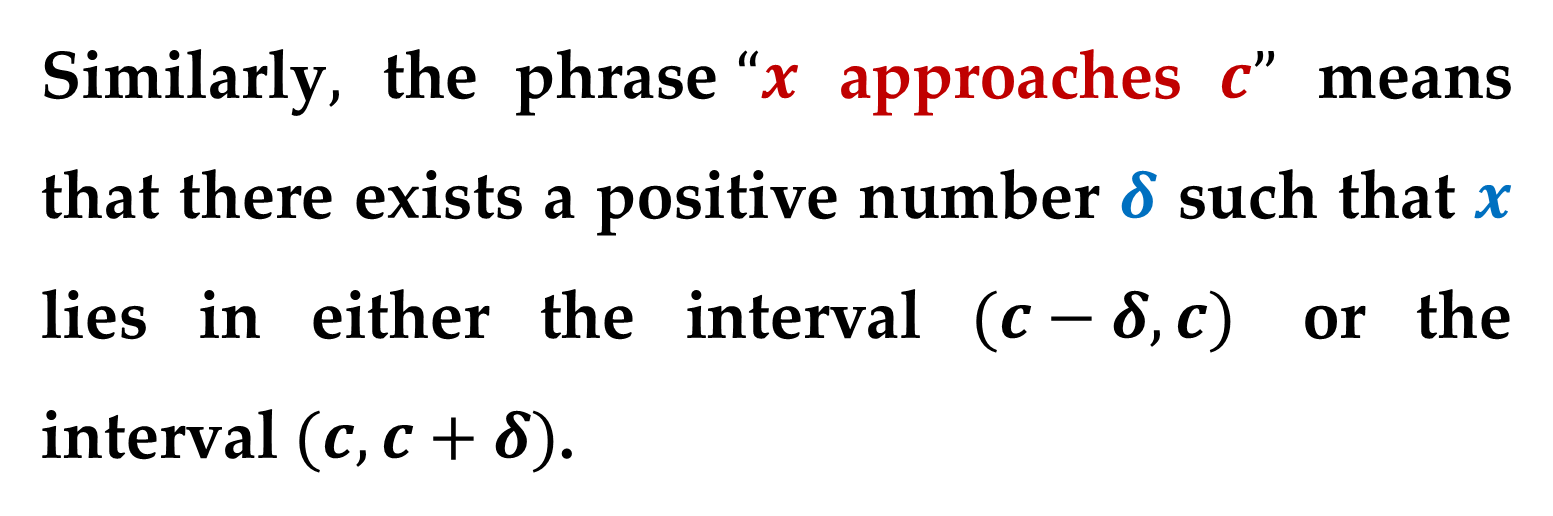 Similarly, the phrase “x approaches c” means
that there exists a positive number δ such that x
lies in either the interval (c − δ, c) or the
interval (c, c + δ).